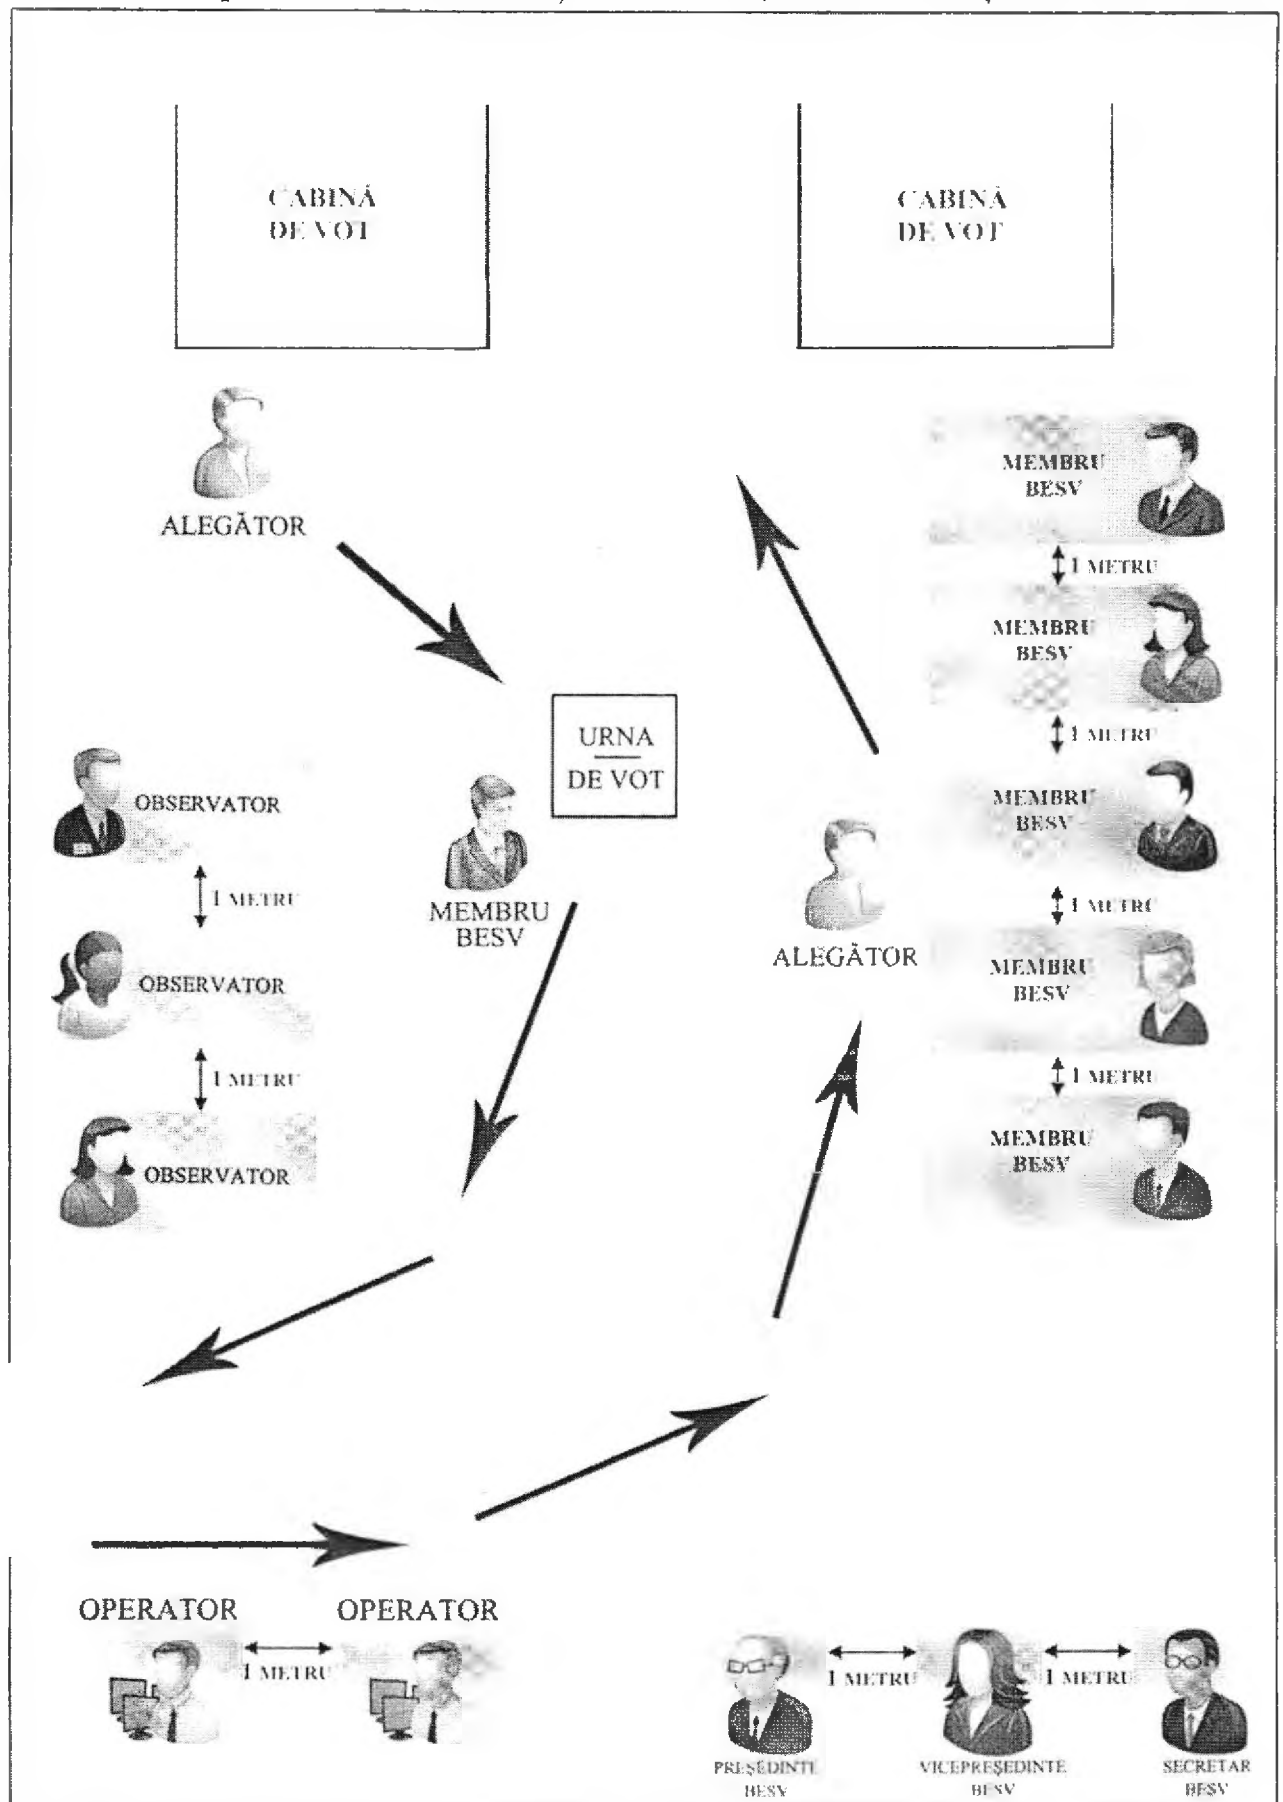 CABINĂ
DE VOT
CABINĂ
DE VOT
ALEGĂTOR
MEMBRU
BESV
1 METRU
MEMBRU
BESV
1 METRU
URNA
DE VOT
MEMBRU
BESV
OBSERVATOR
1 METRU
MEMBRU
BESV
1 METRU
ALEGĂTOR
MEMBRU
BESV
OBSERVATOR
1 METRU
1 METRU
MEMBRU
BESV
OBSERVATOR
OPERATOR
OPERATOR
1 METRU
1 METRU
1 METRU
PREȘEDINTE
BESV
VICEPREȘEDINTE
BESV
SECRETAR
BESV